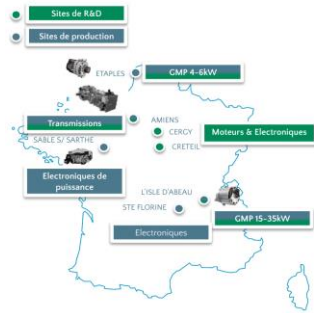 Sites de R&D
Sites de production
ETAPLES
GMP 4-6kW
Transmissions
AMIENS
CERGY
Moteurs & Electroniques
SABLE S/ SARTHE
CRETEIL
Electroniques de
puissance
L'ISLE D'ABEAU
STE FLORINE
GMP 15-35kW
Electroniques